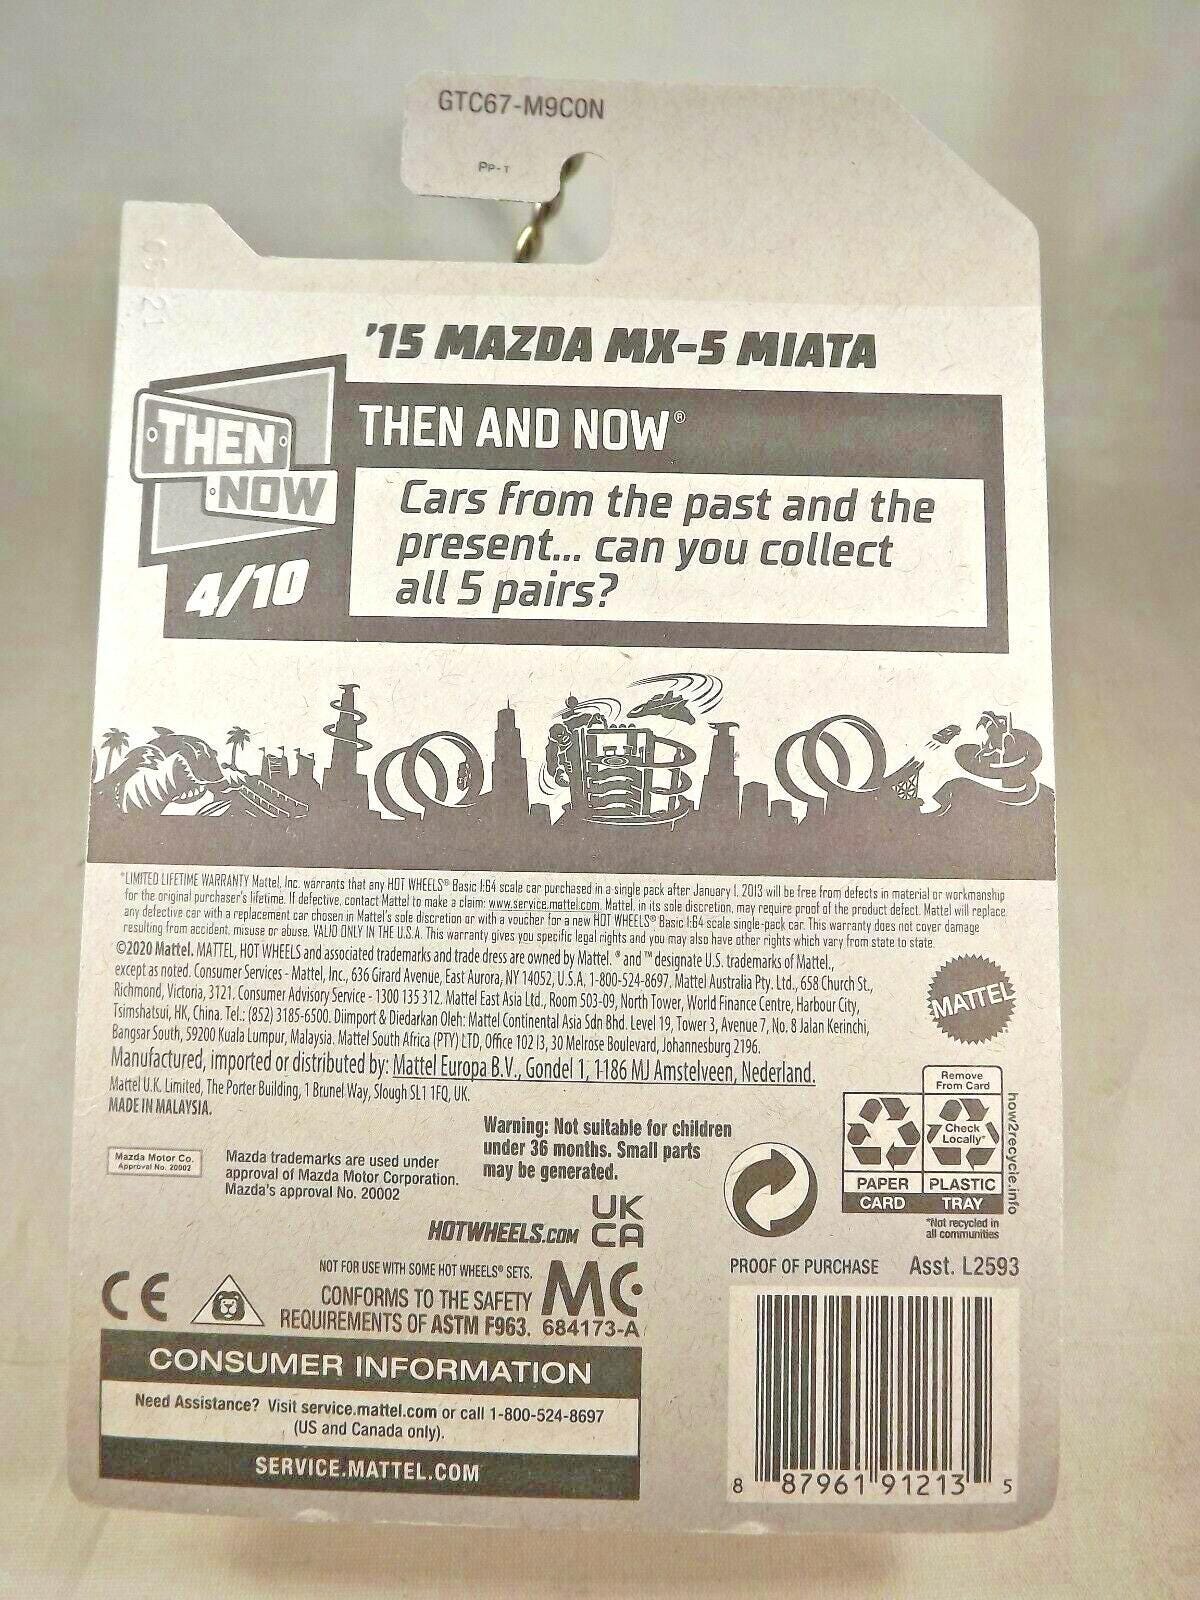 GTC67-M9C0N
PP-T
'15 MAZDA MX-5 MIATA
THEN
NOW
4/10
THEN AND NOW®
Cars from the past and the
present... can you collect
all 5 pairs?
*LIMITED LIFETIME WARRANTY Mattel, Inc. warrants that any HOT WHEELS® Basic 1:64 scale car purchased in a single pack after January 1, 2013 will be free from defects in material or workmanship
for the original purchaser's lifetime. If defective, contact Mattel to make a claim: www.service.mattel.com. Mattel, in its sole discretion, may require proof of the product defect. Mattel will replace
any defective car with a replacement car chosen in Mattel's sole discretion or with a voucher for a new HOT WHEELS® Basic 1:64 scale single-pack car. This warranty does not cover damage
resulting from accident, misuse or abuse. VALID ONLY IN THE U.S.A. This warranty gives you specific legal rights and you may also have other rights which vary from state to state.
©2020 Mattel. MATTEL, HOT WHEELS and associated trademarks and trade dress are owned by Mattel. ® and ™ designate U.S. trademarks of Mattel.,
except as noted. Consumer Services - Mattel, Inc., 636 Girard Avenue, East Aurora, NY 14052, U.S.A. 1-800-524-8697. Mattel Australia Pty. Ltd., 658 Church St.,
Richmond, Victoria, 3121. Consumer Advisory Service - 1300 135 312. Mattel East Asia Ltd., Room 503-09, North Tower, World Finance Centre, Harbour City,
Tsimshatsui, HK, China. Tel.: (852) 3185-6500. Diimport & Diedarkan Oleh: Mattel Continental Asia Sdn Bhd. Level 19, Tower 3, Avenue 7, No. 8 Jalan Kerinchi,
Bangsar South, 59200 Kuala Lumpur, Malaysia. Mattel South Africa (PTY) LTD, Office 102 I3, 30 Melrose Boulevard, Johannesburg 2196.
Manufactured, imported or distributed by: Mattel Europa B.V., Gondel 1, 1186 MJ Amstelveen, Nederland.
Mattel U.K. Limited, The Porter Building, 1 Brunel Way, Slough SL1 1FQ, UK.
MADE IN MALAYSIA.
MATTEL
Mazda Motor Co.
Approval No. 20002
Mazda trademarks are used under
approval of Mazda Motor Corporation.
Mazda's approval No. 20002
Warning: Not suitable for children
under 36 months. Small parts
may be generated.
Remove
From Card
Check
Locally*
PAPER
PLASTIC
CARD
TRAY
how2recycle.info
*Not recycled in
all communities
HOTWHEELS.COM
UK
CA
NOT FOR USE WITH SOME HOT WHEELS® SETS.
CONFORMS TO THE SAFETY
REQUIREMENTS OF ASTM F963.
MC
684173-A
CE
PROOF OF PURCHASE Asst. L2593
CONSUMER INFORMATION
Need Assistance? Visit service.mattel.com or call 1-800-524-8697
(US and Canada only).
SERVICE.MATTEL.COM
8 87961 91213 5